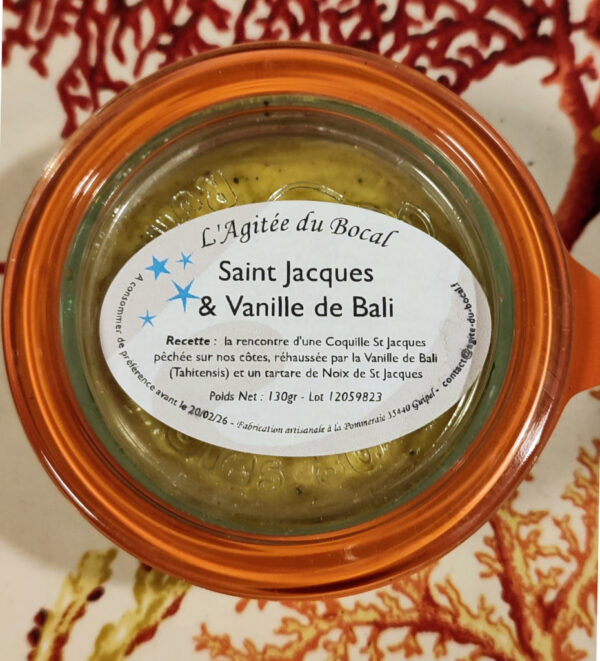 L'Agitée du Bocal
Saint Jacques
& Vanille de Bali
Recette : la rencontre d'une Coquille St Jacques
pêchée sur nos côtes, réhaussée par la Vanille de Bali
(Tahitensis) et un tartare de Noix de St Jacques
Poids Net : 130gr - Lot 12059B23
A consommer de préférence avant le 20/02/26 - Fabrication artisanale à la Pommeraie 35440 Guipel - contact@agite-du-bocal.f